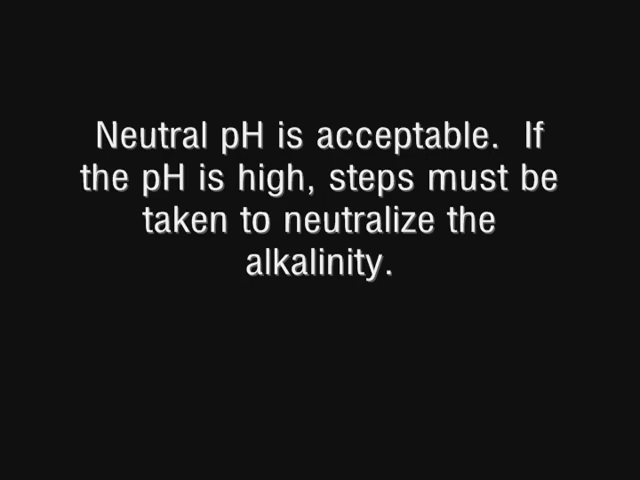 Neutral pH is acceptable.  If
the pH is high, steps must be
taken to neutralize the
alkalinity.